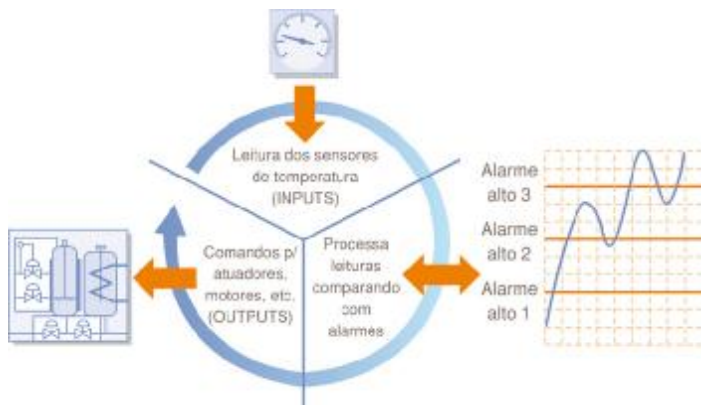 Leitura dos sensores
de temperatura
(INPUTS)
Comandos p/
atuadores,
motores, etc.
(OUTPUTS)
Processa
leituras
comparando
com
alarmes
Alarme
alto 3
Alarme
alto 2
Alarme
alto 1